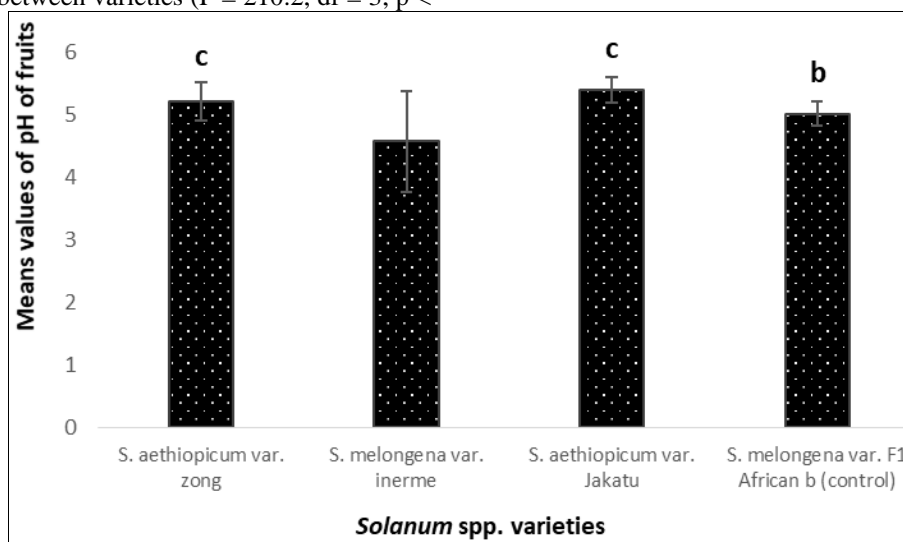 between varieties (F = 210.2, df = 3, p <
Means values of pH of fruits
6
5
4
3
2
1
0
c
c
b
S. aethiopicum var.
zong
S. melongena var.
inerme
S. aethiopicum var.
Jakatu
S. melongena var. F1
African b (control)
Solanum spp. varieties